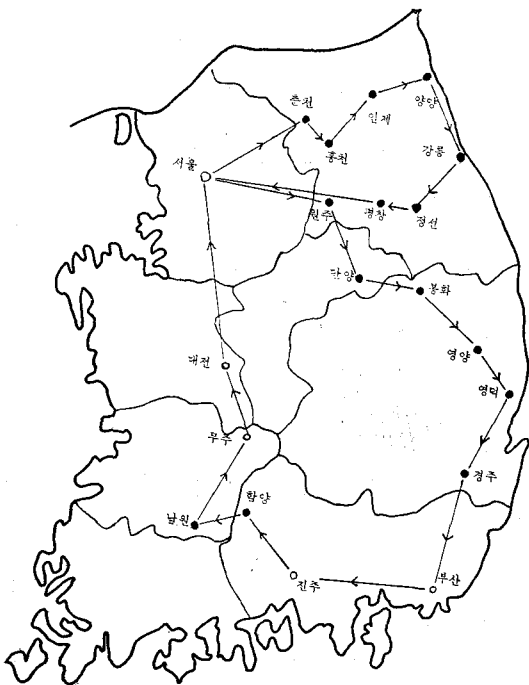 춘천
인제
양양
홍천
강릉
서울
원주
평창
정선
단양
봉화
영양
대전
영덕
무주
경주
함양
남원
진주
부산